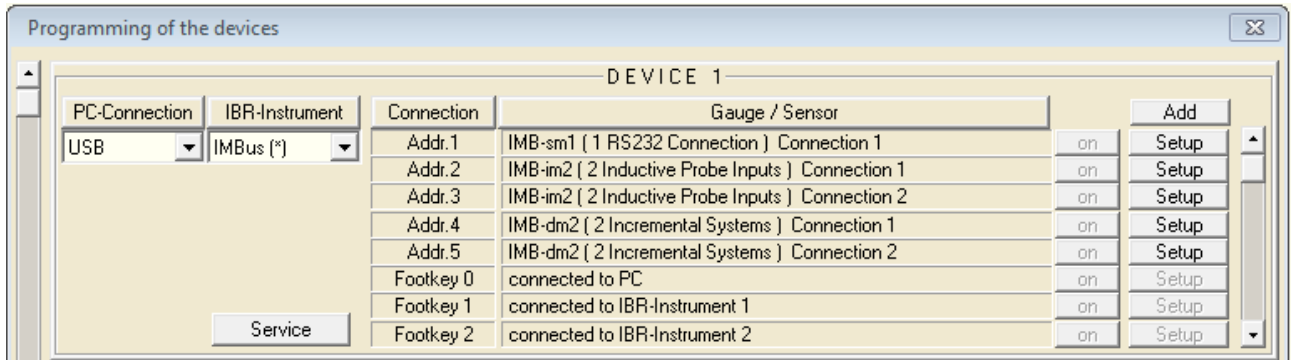 Programming of the devices
DEVICE 1
PC-Connection IBR-Instrument Connection Gauge / Sensor Add
USB IMBus (*) Addr.1 IMB-sm1 ( 1 RS232 Connection ) Connection 1 on Setup
Addr.2 IMB-im2 ( 2 Inductive Probe Inputs ) Connection 1 on Setup
Addr.3 IMB-im2 ( 2 Inductive Probe Inputs ) Connection 2 on Setup
Addr.4 IMB-dm2 ( 2 Incremental Systems ) Connection 1 on Setup
Addr.5 IMB-dm2 ( 2 Incremental Systems ) Connection 2 on Setup
Footkey 0 connected to PC on Setup
Footkey 1 connected to IBR-Instrument 1 on Setup
Service Footkey 2 connected to IBR-Instrument 2 on Setup